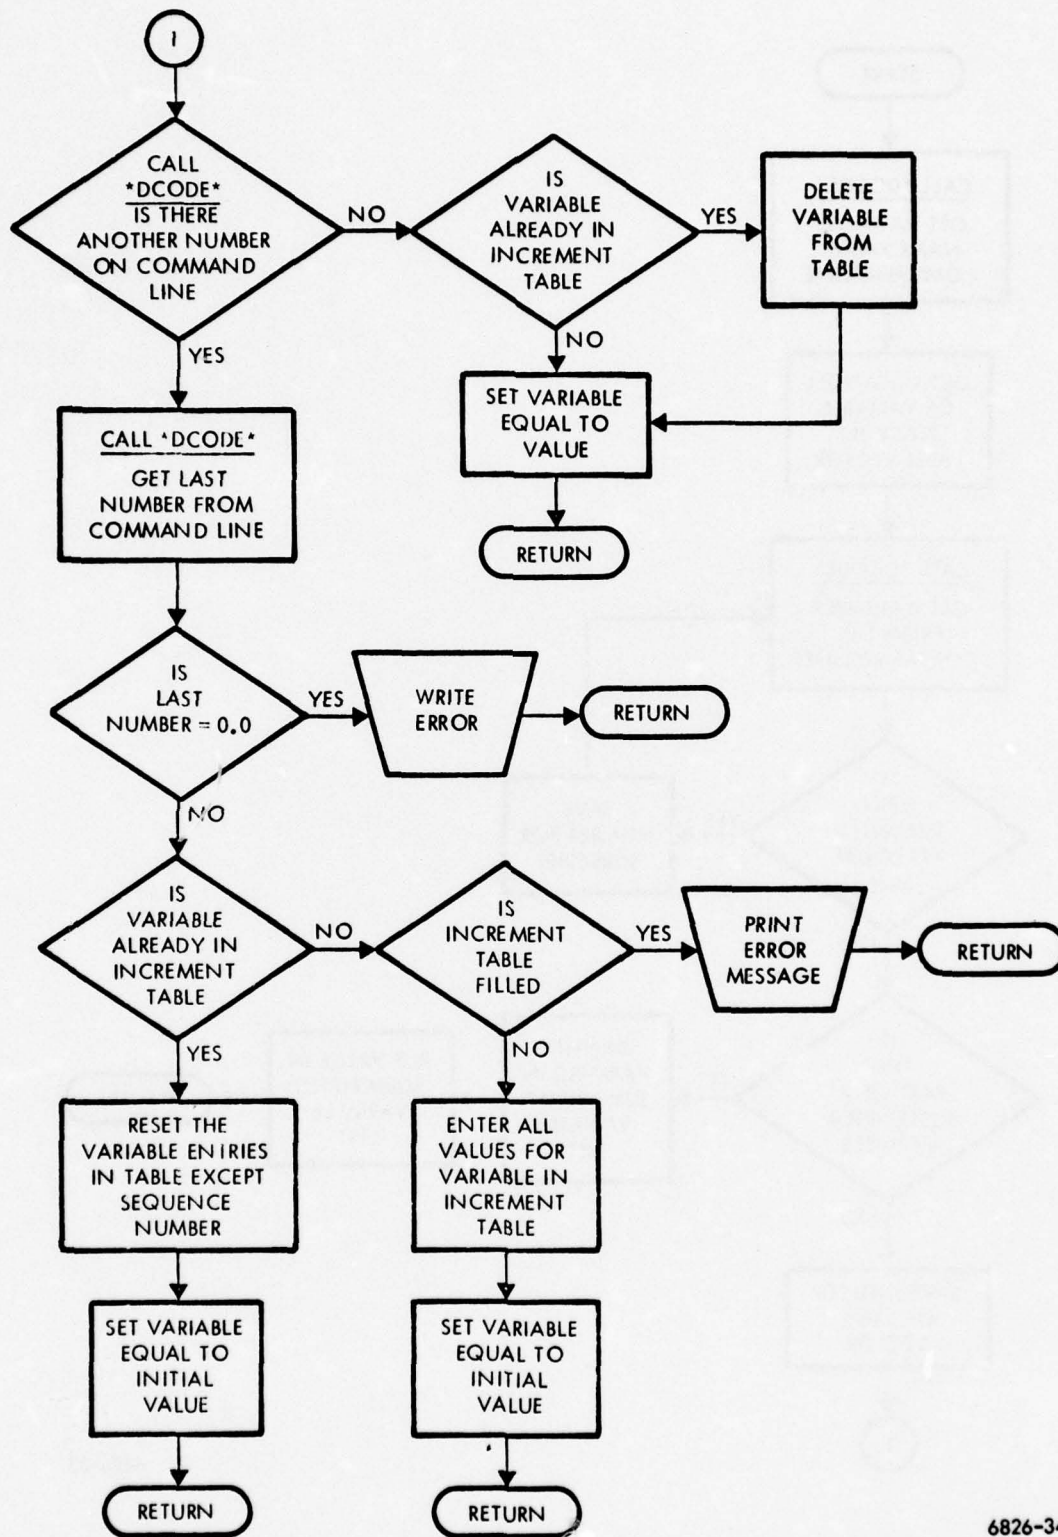 1
CALL
*DCODE*
IS THERE
ANOTHER NUMBER
ON COMMAND
LINE
NO
IS
VARIABLE
ALREADY IN
INCREMENT
TABLE
YES
DELETE
VARIABLE
FROM
TABLE
NO
SET VARIABLE
EQUAL TO
VALUE
RETURN
YES
CALL *DCODE*
GET LAST
NUMBER FROM
COMMAND LINE
IS
LAST
NUMBER = 0.0
YES
WRITE
ERROR
RETURN
NO
IS
VARIABLE
ALREADY IN
INCREMENT
TABLE
NO
IS
INCREMENT
TABLE
FILLED
YES
PRINT
ERROR
MESSAGE
RETURN
YES
RESET THE
VARIABLE ENTRIES
IN TABLE EXCEPT
SEQUENCE
NUMBER
SET VARIABLE
EQUAL TO
INITIAL
VALUE
RETURN
NO
ENTER ALL
VALUES FOR
VARIABLE IN
INCREMENT
TABLE
SET VARIABLE
EQUAL TO
INITIAL
VALUE
RETURN